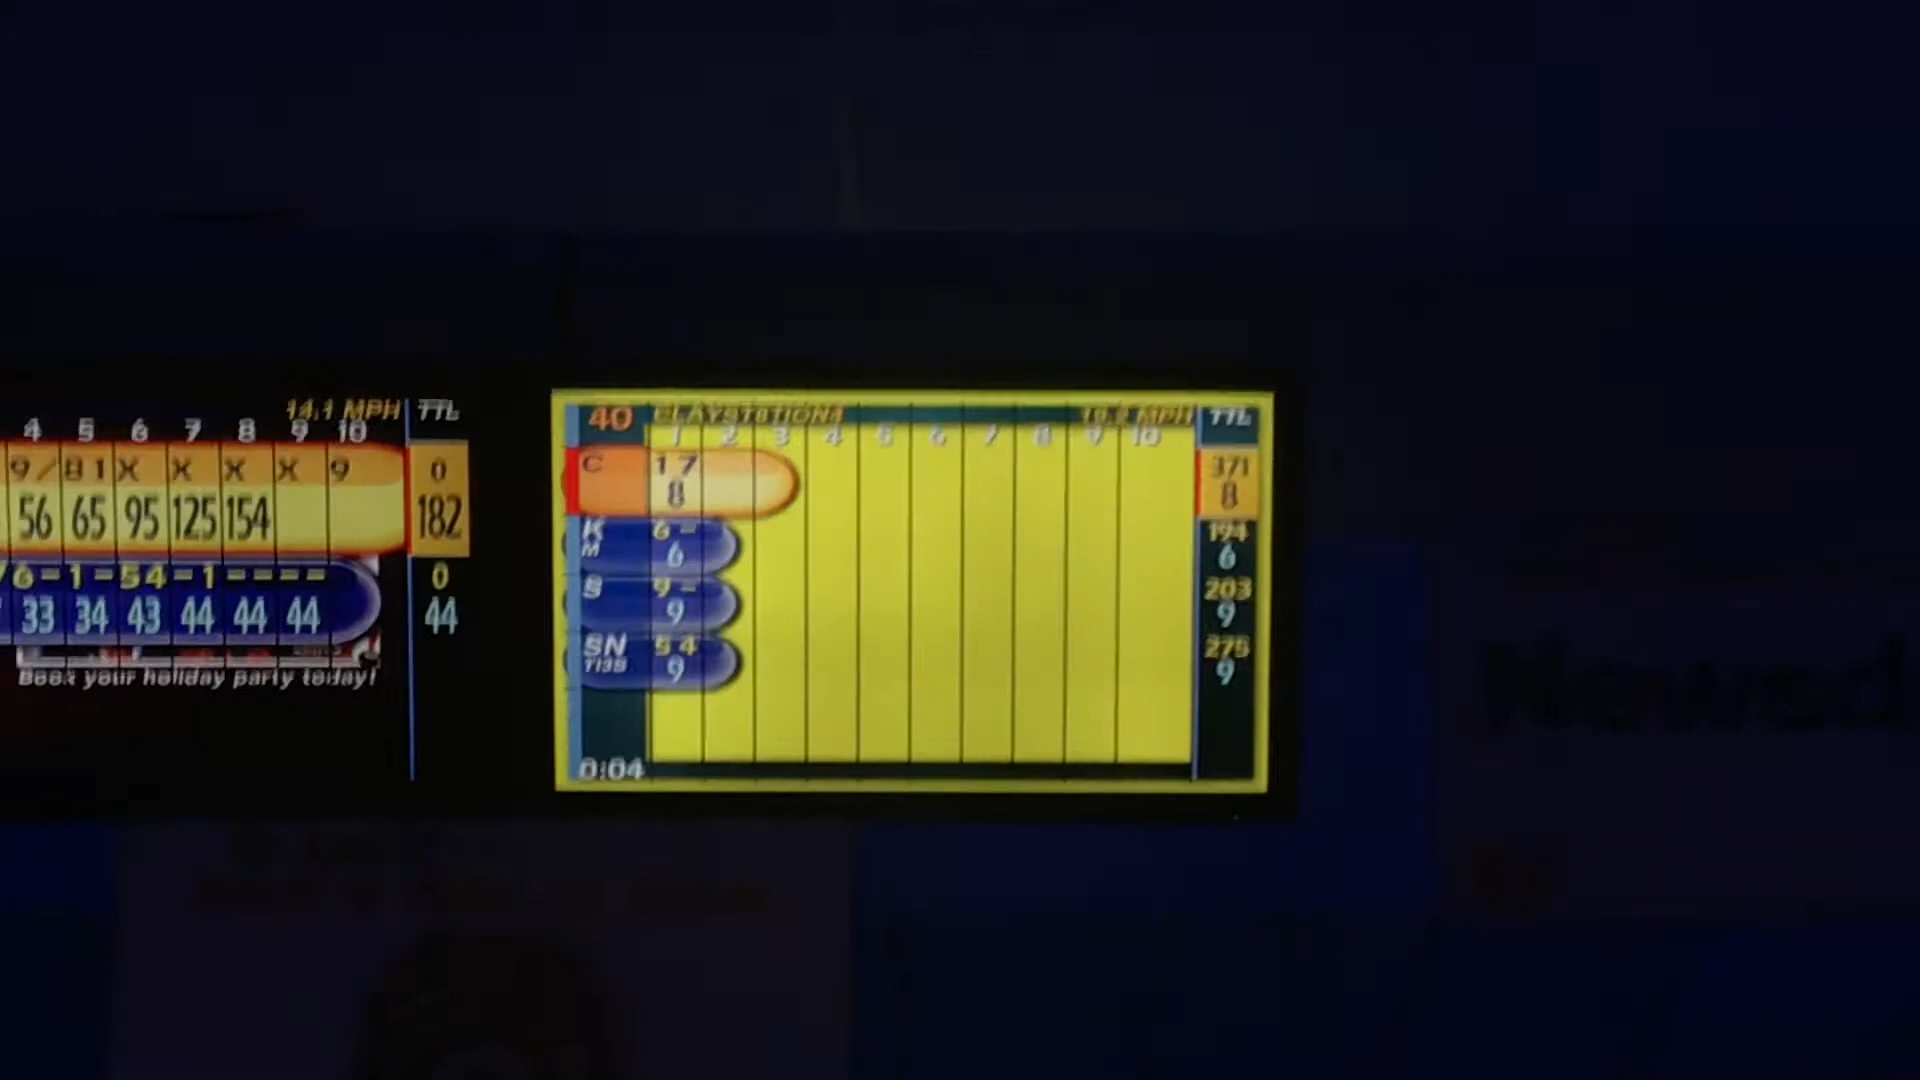 14.1 MPH TTL
4 5 6 7 8 9 10
9/ 8 1 X X X X 9 0
56 65 95 125 154 182
6 - 1 - 5 4 - 1 - - - - 0
33 34 43 44 44 44 44
Book your holiday party today!
40 MPH TTL
1 2 3 4 5 6 7 8 9 10
C 1 7 371
8 8
K 6 - 194
M 6 6
S 9 - 203
9 9
SN 5 4 275
9 9
0:04
Newsd